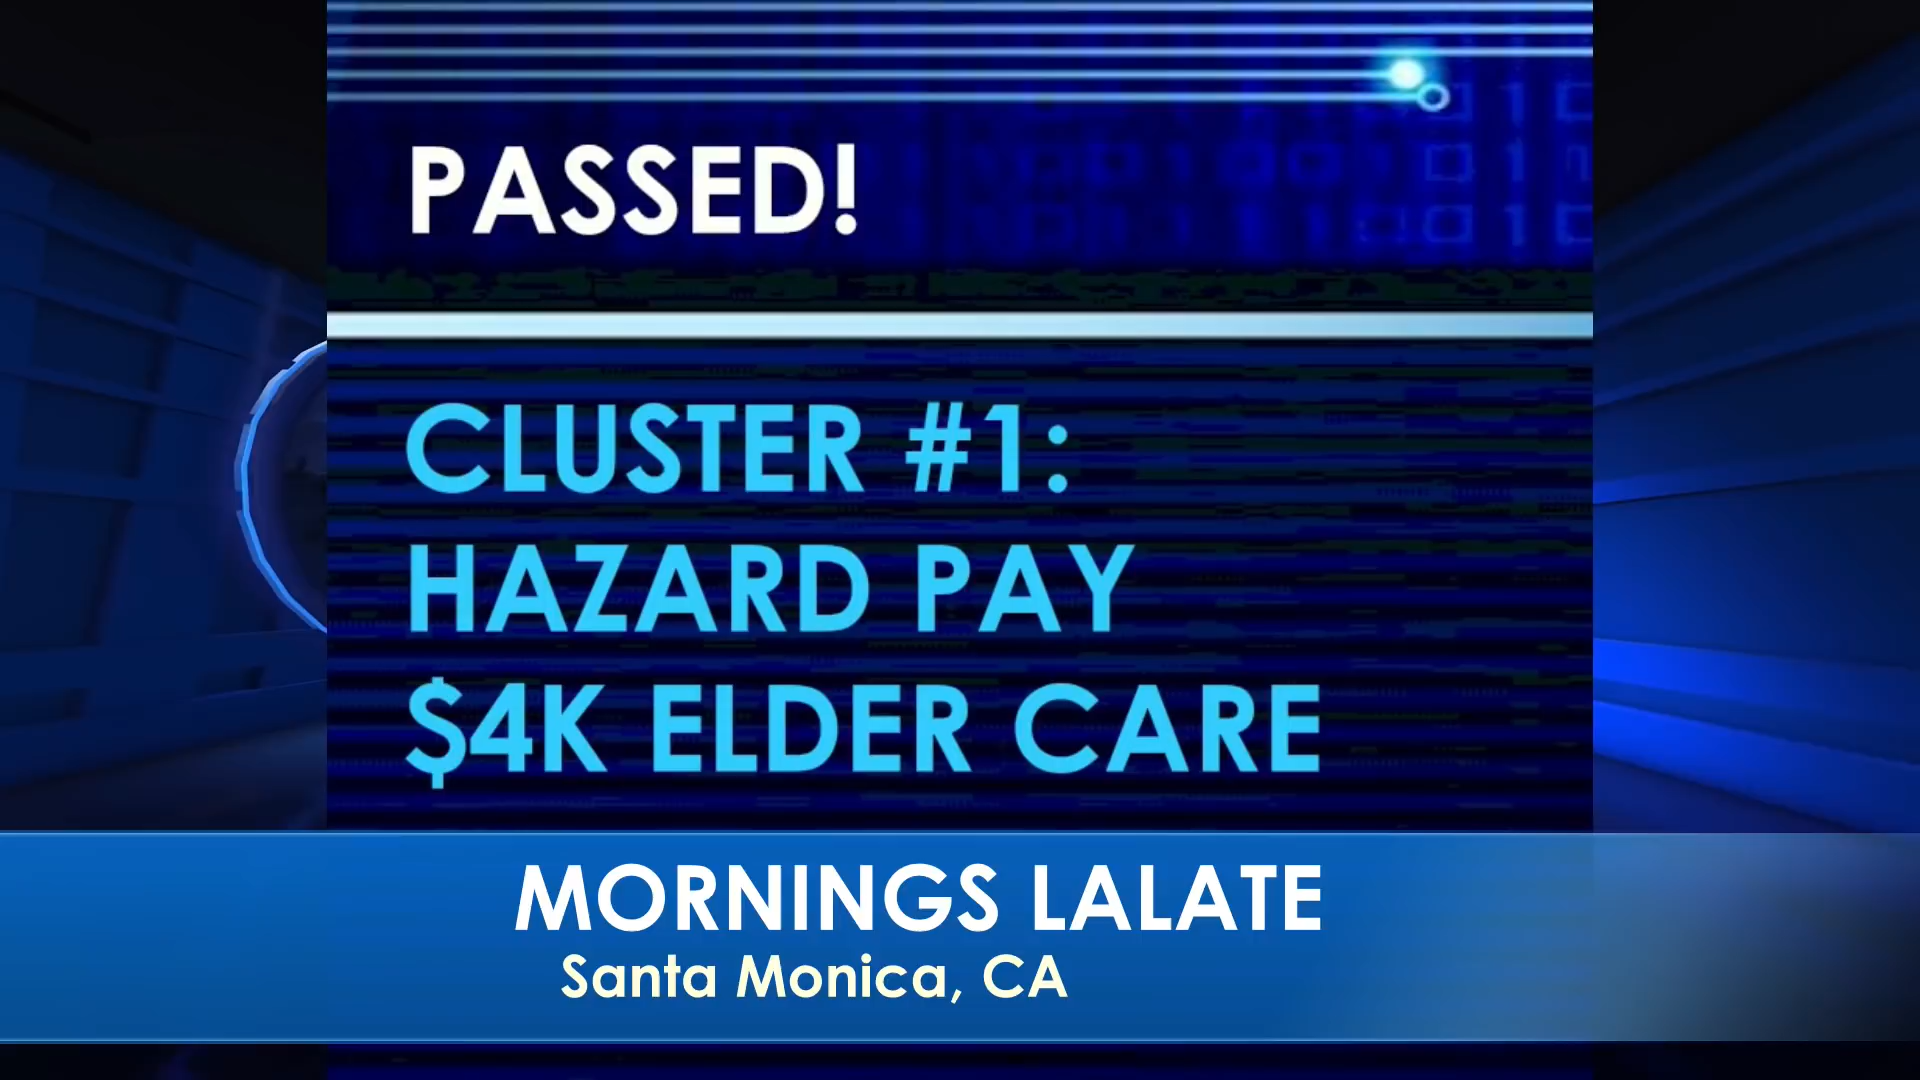 PASSED!
CLUSTER #1:
HAZARD PAY
$4K ELDER CARE
MORNINGS LALATE
Santa Monica, CA